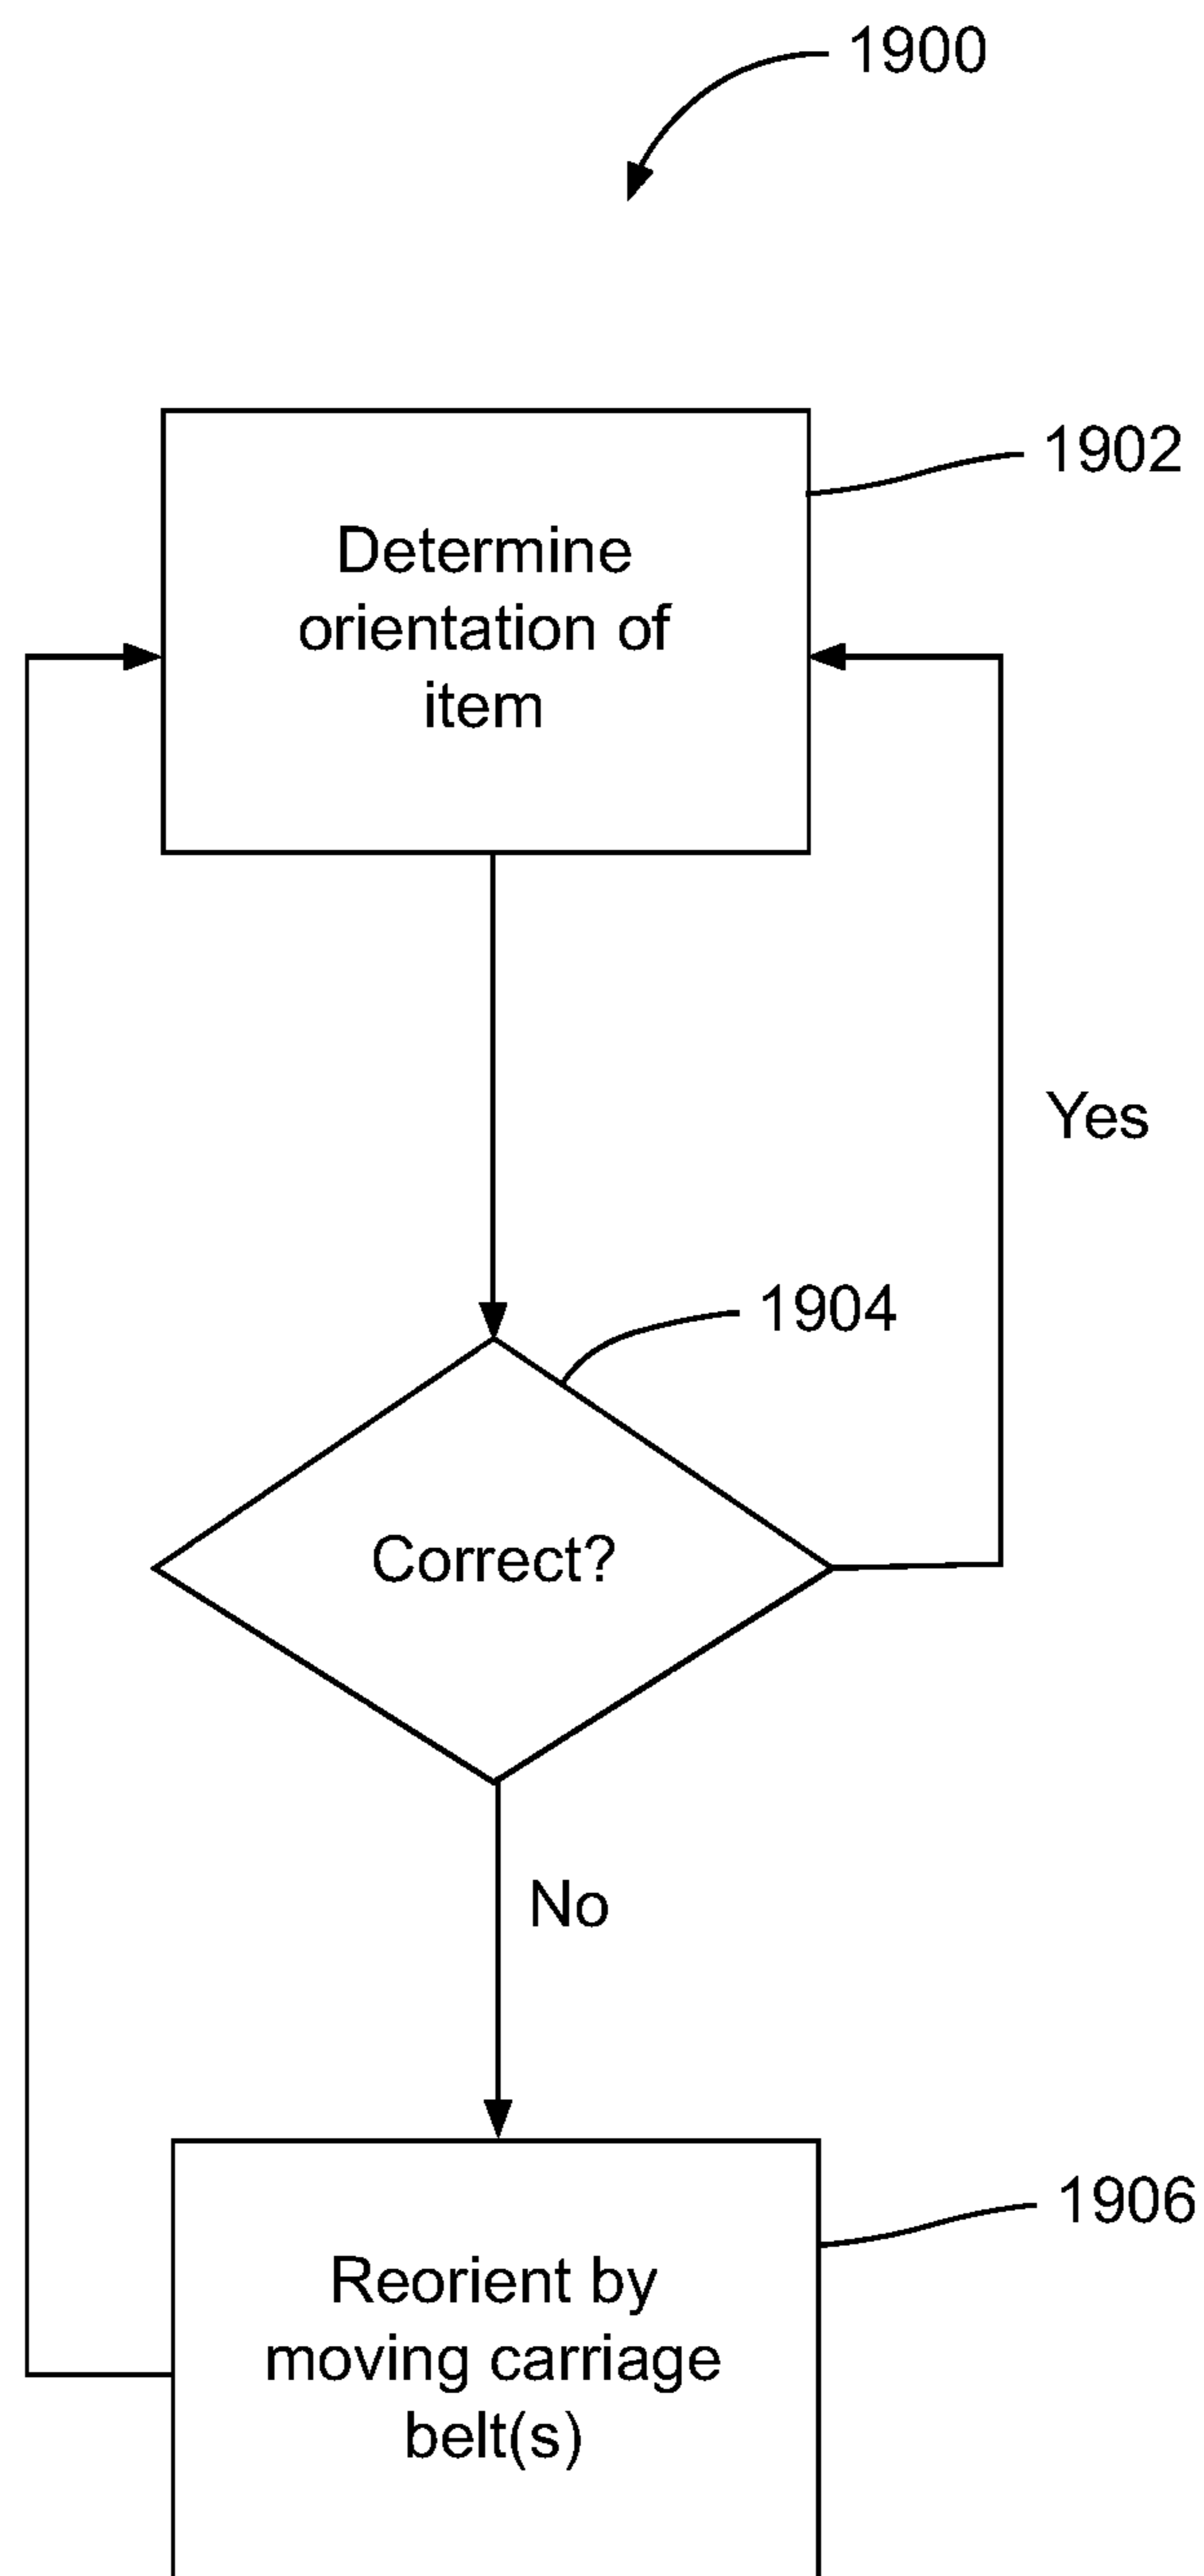 1900
1902
Determine
orientation of
item
Yes
1904
Correct?
No
1906
Reorient by
moving carriage
belt(s)